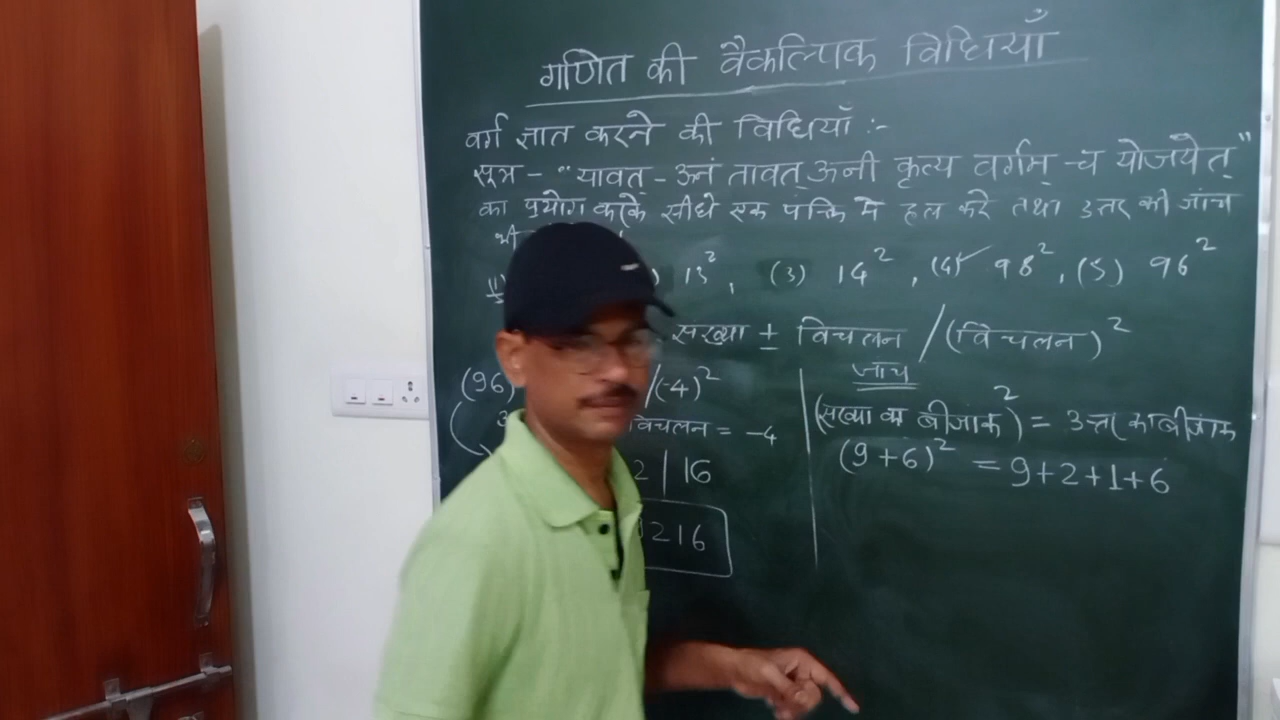 गणित की वैकल्पिक विधियाँ
वर्ग ज्ञात करने की विधियाँ :-
सूत्र - "यावत् - ऊनं तावत् ऊनी कृत्य वर्गम् - च योजयेत्"
का प्रयोग करके सीधे एक पंक्ति मे हल करे तथा उत्तर की जांच
भी
(1) ) 13², (3) 14², (4) 98², (5) 96²
संख्या ± विचलन / (विचलन)²
(96) /(-4)²
विचलन = -4
2 | 16
216
जांच
(संख्या का बीजांक)² = उत्तर का बीजांक
(9+6)² = 9+2+1+6